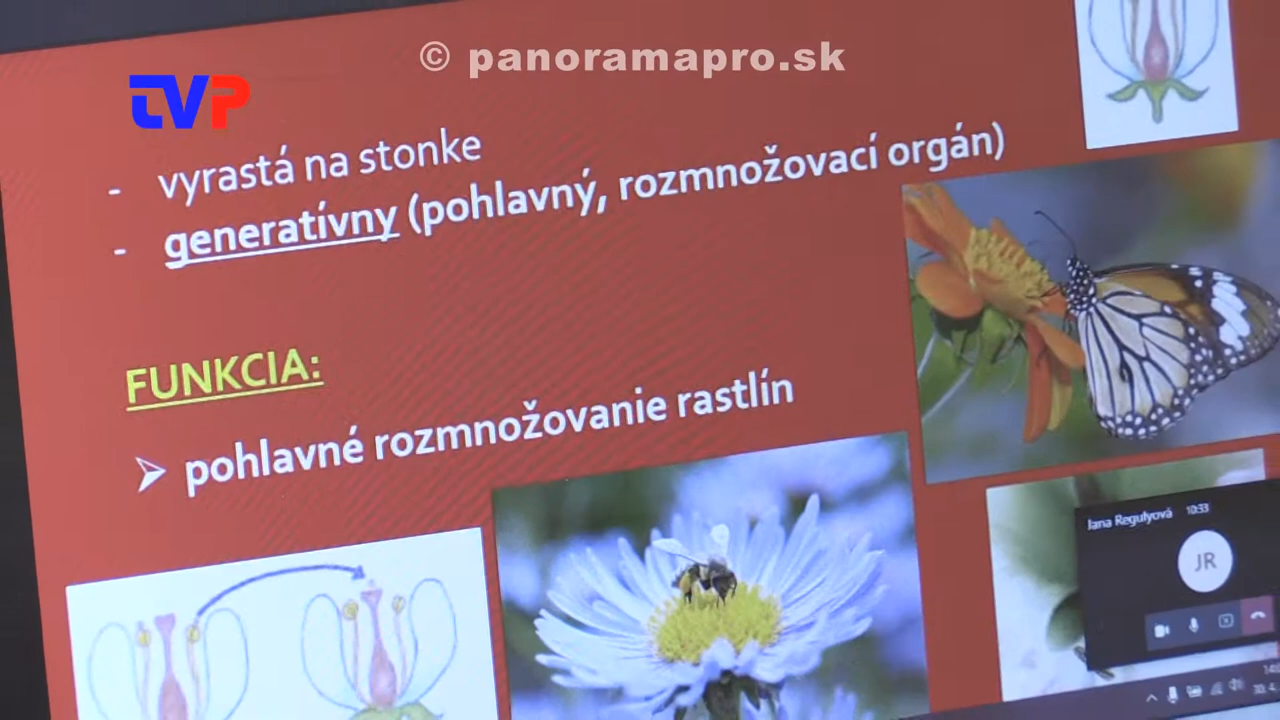 © panoramapro.sk
TVP
- vyrastá na stonke
- generatívny (pohlavný, rozmnožovací orgán)
FUNKCIA:
pohlavné rozmnožovanie rastlín
Jana Regulyová 10:33
JR